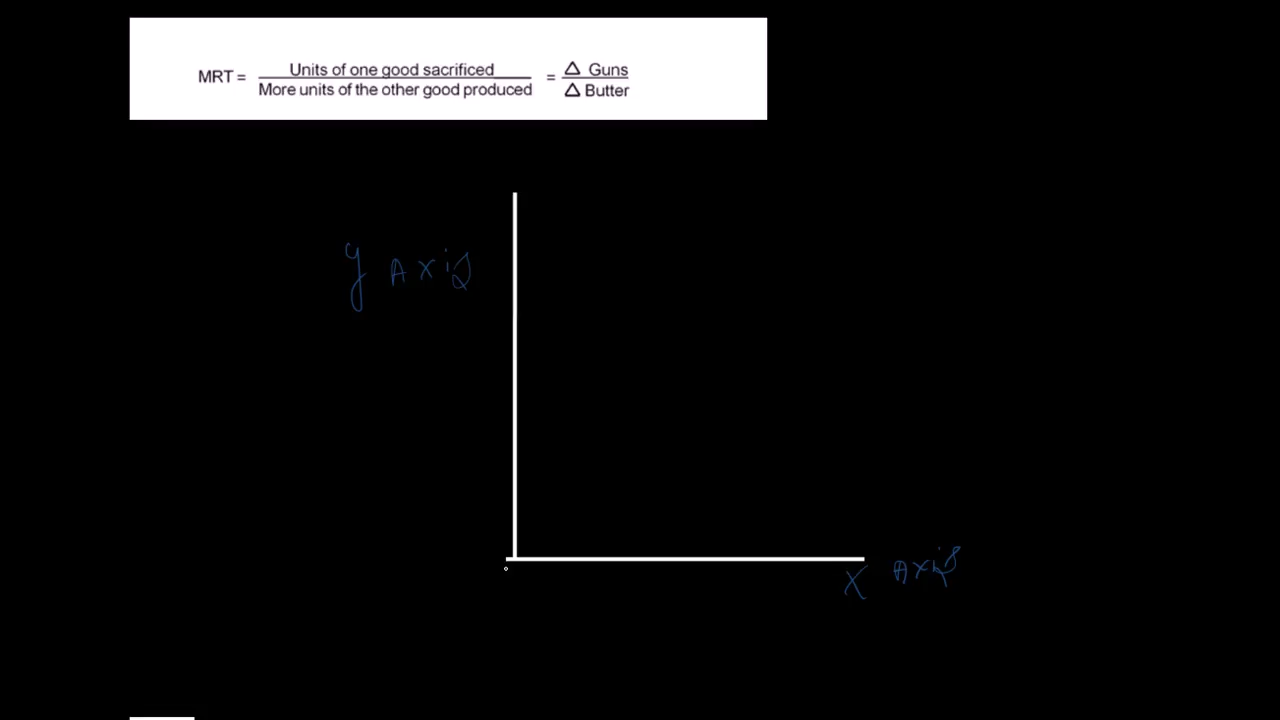 MRT = Units of one good sacrificed / More units of the other good produced = Δ Guns / Δ Butter
y Axis
X Axis